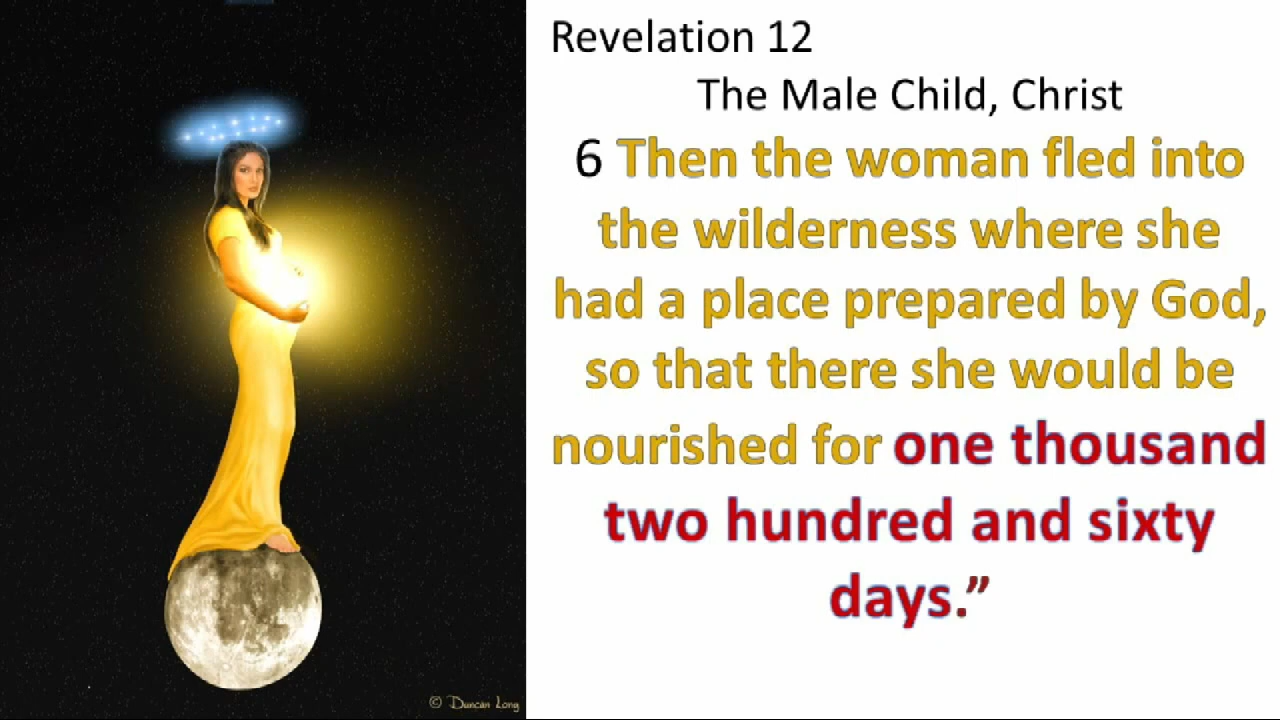 Revelation 12
The Male Child, Christ
6 Then the woman fled into
the wilderness where she
had a place prepared by God,
so that there she would be
nourished for one thousand
two hundred and sixty
days.”
© Duncan Long